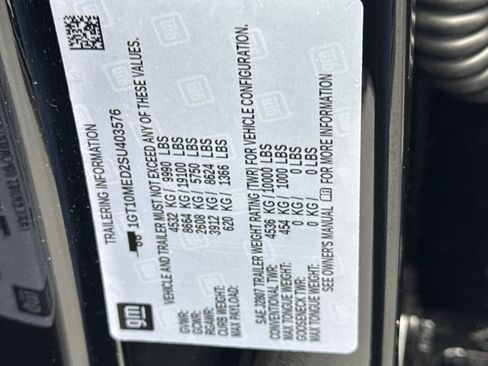 TRAILERING INFORMATION
1GT10MED2SU403576
VEHICLE AND TRAILER MUST NOT EXCEED ANY OF THESE VALUES.
GVWR: 4532 KG / 9990 LBS
GCWR: 8664 KG / 19100 LBS
RGAWR: 2608 KG / 5750 LBS
CURB WEIGHT: 3912 KG / 8624 LBS
MAX PAYLOAD: 620 KG / 1366 LBS
SAE J2807 TRAILER WEIGHT RATING (TWR) FOR VEHICLE CONFIGURATION.
CONVENTIONAL TWR: 4536 KG / 10000 LBS
MAX TONGUE WEIGHT: 454 KG / 1000 LBS
GOOSENECK TWR: 0 KG / 0 LBS
MAX TONGUE WEIGHT: 0 KG / 0 LBS
SEE OWNER'S MANUAL FOR MORE INFORMATION
gm